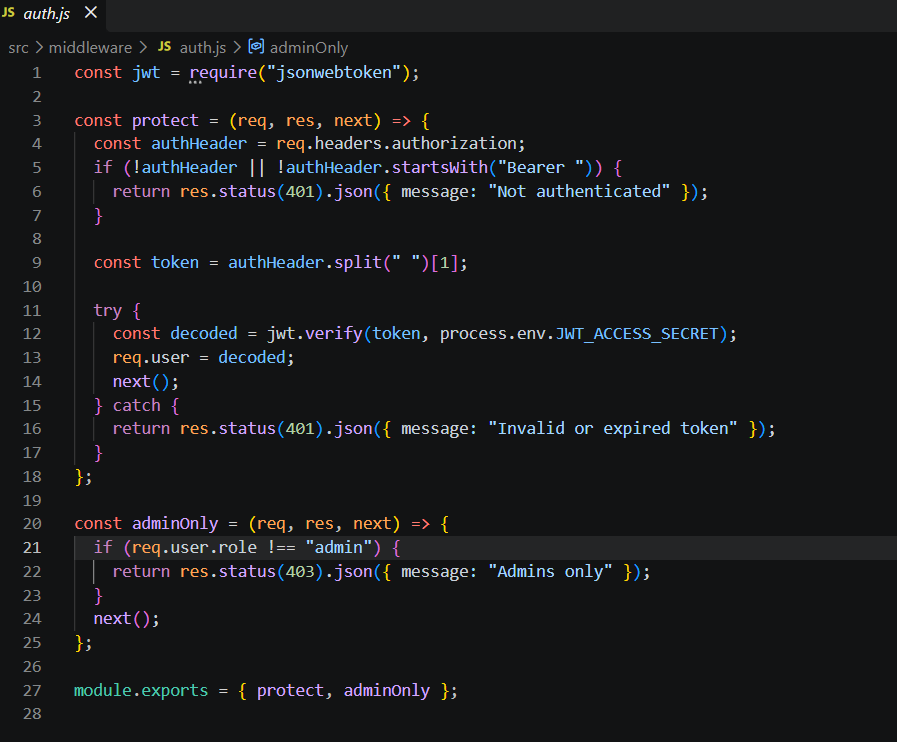 JS auth.js ×
src > middleware > JS auth.js > adminOnly
1 const jwt = require("jsonwebtoken");
2
3 const protect = (req, res, next) => {
4   const authHeader = req.headers.authorization;
5   if (!authHeader || !authHeader.startsWith("Bearer ")) {
6     return res.status(401).json({ message: "Not authenticated" });
7   }
8
9   const token = authHeader.split(" ")[1];
10
11   try {
12     const decoded = jwt.verify(token, process.env.JWT_ACCESS_SECRET);
13     req.user = decoded;
14     next();
15   } catch {
16     return res.status(401).json({ message: "Invalid or expired token" });
17   }
18 };
19
20 const adminOnly = (req, res, next) => {
21   if (req.user.role !== "admin") {
22     return res.status(403).json({ message: "Admins only" });
23   }
24   next();
25 };
26
27 module.exports = { protect, adminOnly };
28